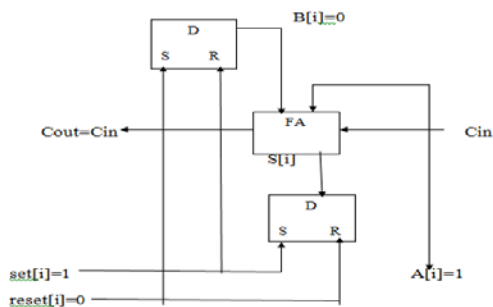 B[i]=0
D
S R
FA
Cout=Cin Cin
S[i]
D
S R
set[i]=1 A[i]=1
reset[i]=0